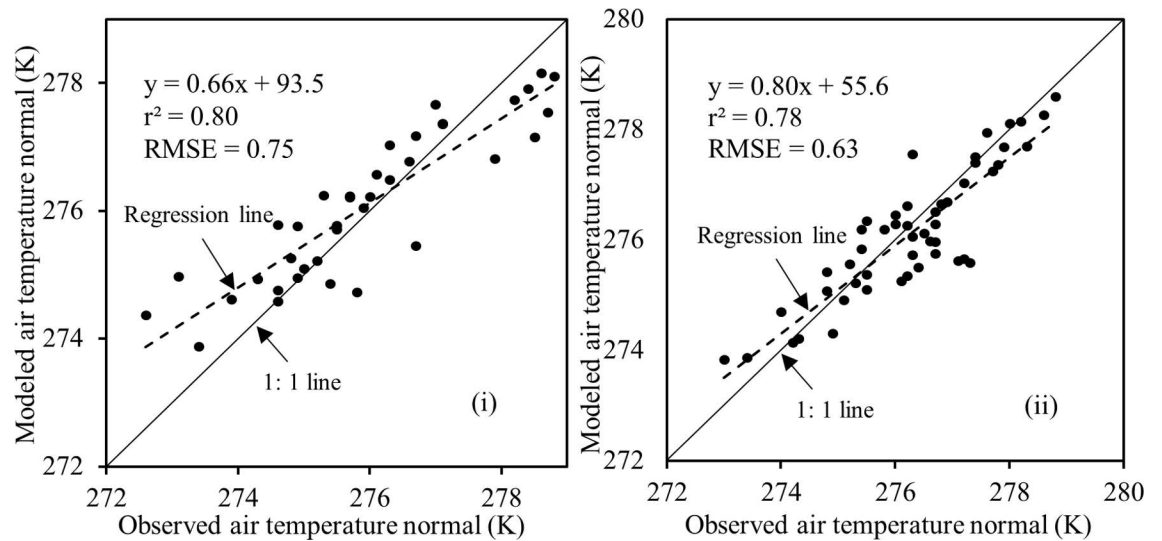 Modeled air temperature normal (K)
278
276
274
272
y = 0.66x + 93.5
r² = 0.80
RMSE = 0.75
Regression line
1: 1 line
(i)
272 274 276 278
Observed air temperature normal (K)
Modeled air temperature normal (K)
280
278
276
274
272
y = 0.80x + 55.6
r² = 0.78
RMSE = 0.63
Regression line
1: 1 line
(ii)
272 274 276 278 280
Observed air temperature normal (K)